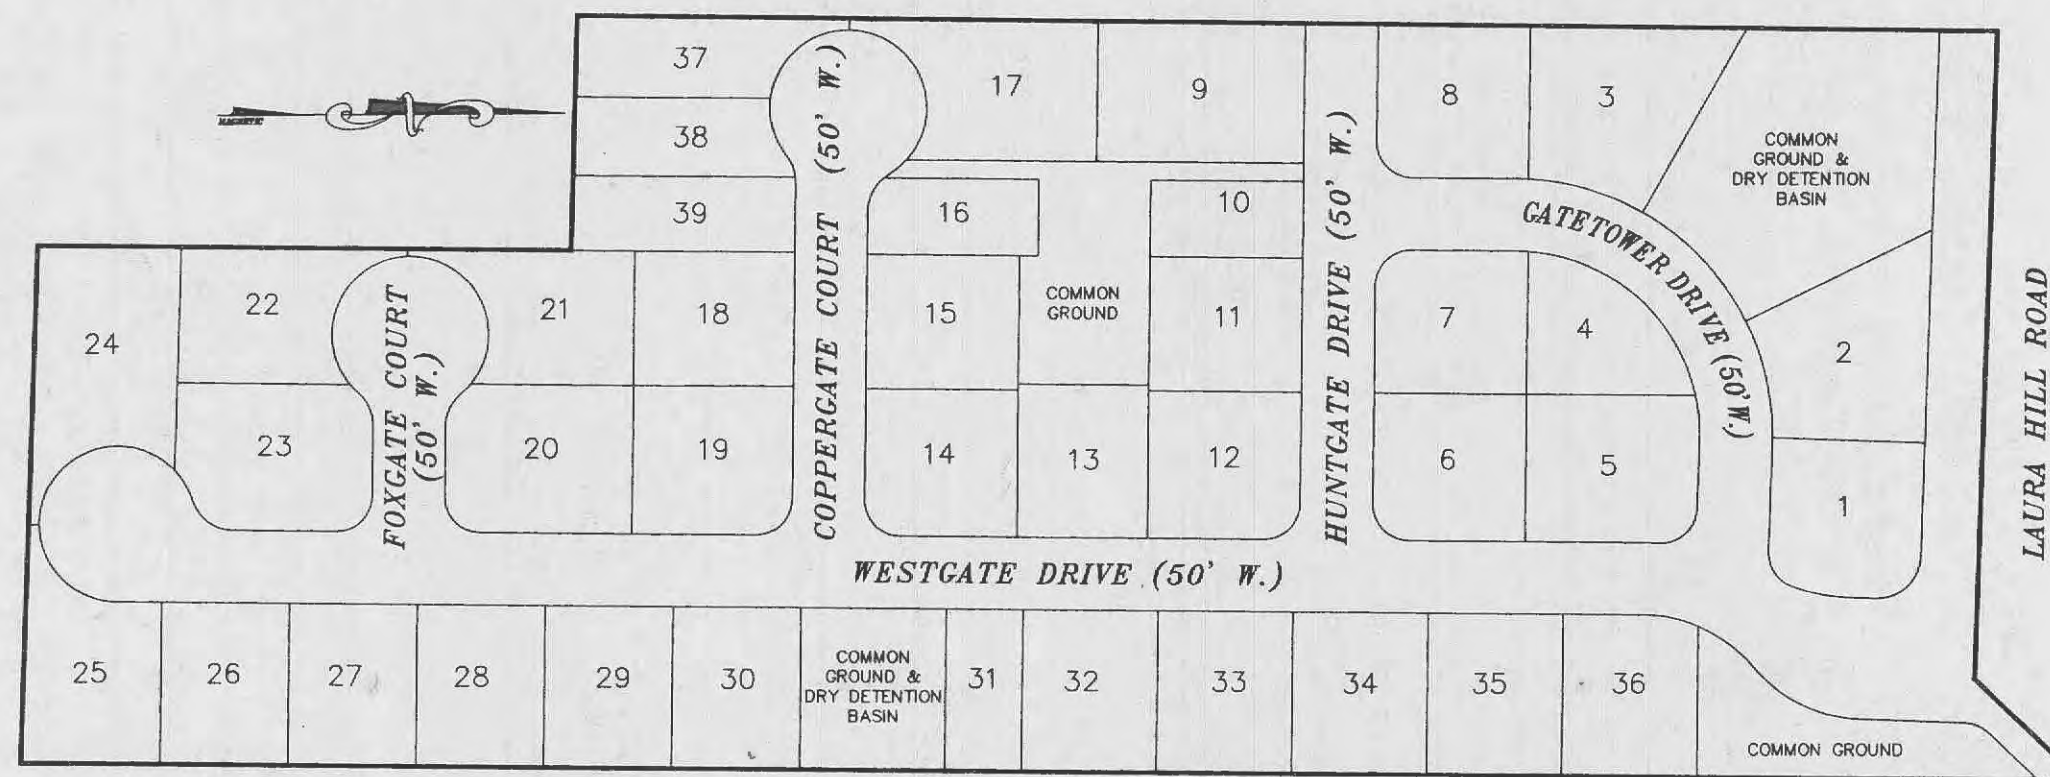 37
38
39
17
9
8
3
COMMON
GROUND &
DRY DETENTION
BASIN
16
10
24
22
21
18
15
COMMON
GROUND
11
7
4
2
23
20
19
14
13
12
6
5
1
FOXGATE COURT
(50' W.)
COPPERGATE COURT (50' W.)
HUNTGATE DRIVE (50' W.)
GATETOWER DRIVE (50'W.)
LAURA HILL ROAD
WESTGATE DRIVE (50' W.)
25
26
27
28
29
30
COMMON
GROUND &
DRY DETENTION
BASIN
31
32
33
34
35
36
COMMON GROUND